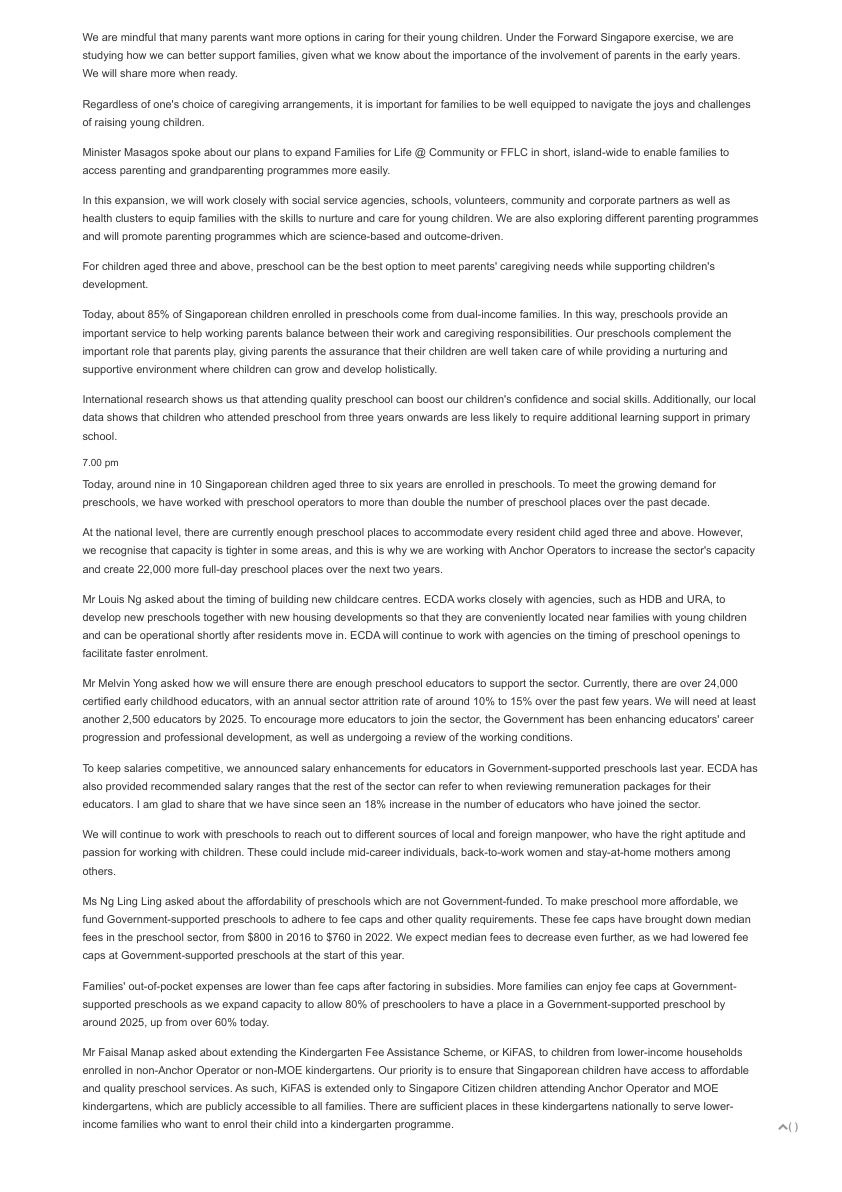 We are mindful that many parents want more options in caring for their young children. Under the Forward Singapore exercise, we are
studying how we can better support families, given what we know about the importance of the involvement of parents in the early years.
We will share more when ready.
Regardless of one's choice of caregiving arrangements, it is important for families to be well equipped to navigate the joys and challenges
of raising young children.
Minister Masagos spoke about our plans to expand Families for Life @ Community or FFLC in short, island-wide to enable families to
access parenting and grandparenting programmes more easily.
In this expansion, we will work closely with social service agencies, schools, volunteers, community and corporate partners as well as
health clusters to equip families with the skills to nurture and care for young children. We are also exploring different parenting programmes
and will promote parenting programmes which are science-based and outcome-driven.
For children aged three and above, preschool can be the best option to meet parents' caregiving needs while supporting children's
development.
Today, about 85% of Singaporean children enrolled in preschools come from dual-income families. In this way, preschools provide an
important service to help working parents balance between their work and caregiving responsibilities. Our preschools complement the
important role that parents play, giving parents the assurance that their children are well taken care of while providing a nurturing and
supportive environment where children can grow and develop holistically.
International research shows us that attending quality preschool can boost our children's confidence and social skills. Additionally, our local
data shows that children who attended preschool from three years onwards are less likely to require additional learning support in primary
school.
7.00 pm
Today, around nine in 10 Singaporean children aged three to six years are enrolled in preschools. To meet the growing demand for
preschools, we have worked with preschool operators to more than double the number of preschool places over the past decade.
At the national level, there are currently enough preschool places to accommodate every resident child aged three and above. However,
we recognise that capacity is tighter in some areas, and this is why we are working with Anchor Operators to increase the sector's capacity
and create 22,000 more full-day preschool places over the next two years.
Mr Louis Ng asked about the timing of building new childcare centres. ECDA works closely with agencies, such as HDB and URA, to
develop new preschools together with new housing developments so that they are conveniently located near families with young children
and can be operational shortly after residents move in. ECDA will continue to work with agencies on the timing of preschool openings to
facilitate faster enrolment.
Mr Melvin Yong asked how we will ensure there are enough preschool educators to support the sector. Currently, there are over 24,000
certified early childhood educators, with an annual sector attrition rate of around 10% to 15% over the past few years. We will need at least
another 2,500 educators by 2025. To encourage more educators to join the sector, the Government has been enhancing educators' career
progression and professional development, as well as undergoing a review of the working conditions.
To keep salaries competitive, we announced salary enhancements for educators in Government-supported preschools last year. ECDA has
also provided recommended salary ranges that the rest of the sector can refer to when reviewing remuneration packages for their
educators. I am glad to share that we have since seen an 18% increase in the number of educators who have joined the sector.
We will continue to work with preschools to reach out to different sources of local and foreign manpower, who have the right aptitude and
passion for working with children. These could include mid-career individuals, back-to-work women and stay-at-home mothers among
others.
Ms Ng Ling Ling asked about the affordability of preschools which are not Government-funded. To make preschool more affordable, we
fund Government-supported preschools to adhere to fee caps and other quality requirements. These fee caps have brought down median
fees in the preschool sector, from $800 in 2016 to $760 in 2022. We expect median fees to decrease even further, as we had lowered fee
caps at Government-supported preschools at the start of this year.
Families' out-of-pocket expenses are lower than fee caps after factoring in subsidies. More families can enjoy fee caps at Government-
supported preschools as we expand capacity to allow 80% of preschoolers to have a place in a Government-supported preschool by
around 2025, up from over 60% today.
Mr Faisal Manap asked about extending the Kindergarten Fee Assistance Scheme, or KiFAS, to children from lower-income households
enrolled in non-Anchor Operator or non-MOE kindergartens. Our priority is to ensure that Singaporean children have access to affordable
and quality preschool services. As such, KiFAS is extended only to Singapore Citizen children attending Anchor Operator and MOE
kindergartens, which are publicly accessible to all families. There are sufficient places in these kindergartens nationally to serve lower-
income families who want to enrol their child into a kindergarten programme.
( )